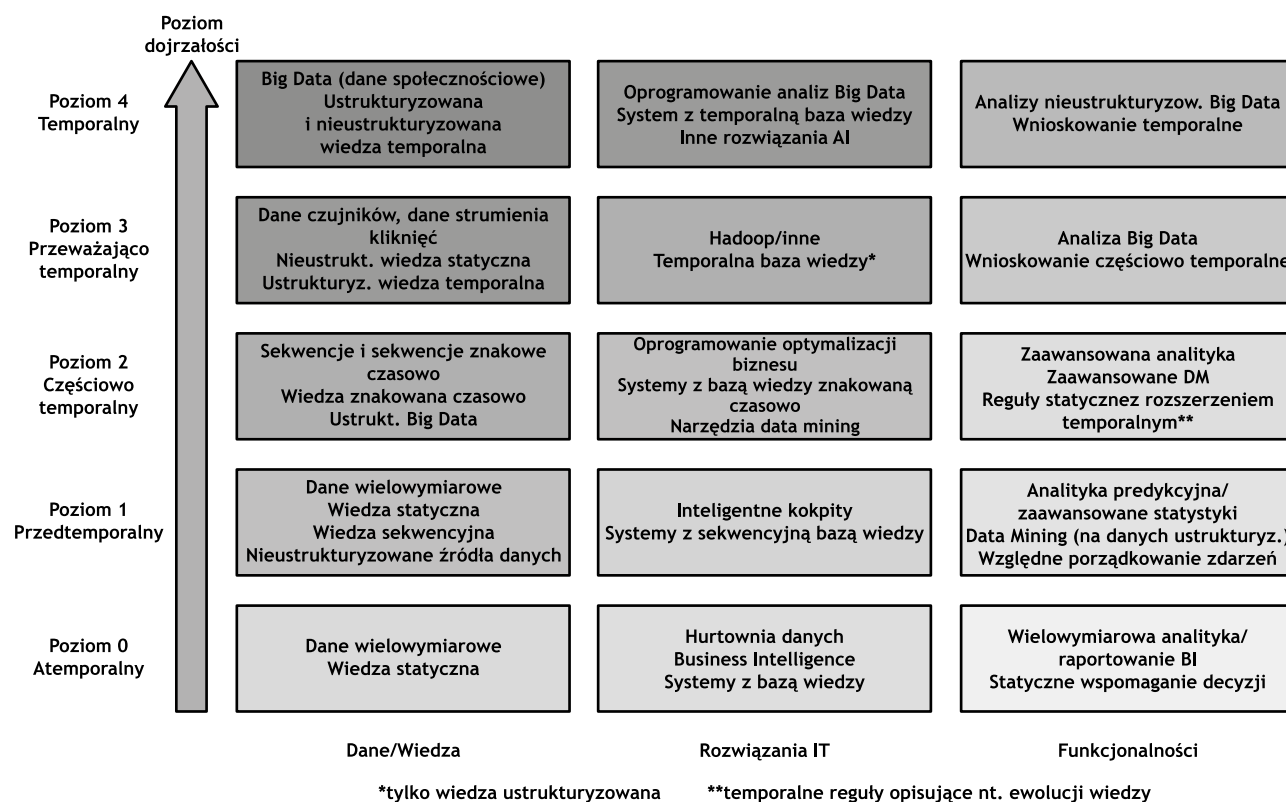 Poziom
dojrzałości
Poziom 4
Temporalny
Big Data (dane społecznościowe)
Ustrukturyzowana
i nieustrukturyzowana
wiedza temporalna
Oprogramowanie analiz Big Data
System z temporalną baza wiedzy
Inne rozwiązania AI
Analizy nieustrukturyzow. Big Data
Wnioskowanie temporalne
Poziom 3
Przeważająco
temporalny
Dane czujników, dane strumienia
kliknięć
Nieustrukt. wiedza statyczna
Ustrukturyz. wiedza temporalna
Hadoop/inne
Temporalna baza wiedzy*
Analiza Big Data
Wnioskowanie częściowo temporalne
Poziom 2
Częściowo
temporalny
Sekwencje i sekwencje znakowe
czasowo
Wiedza znakowana czasowo
Ustrukt. Big Data
Oprogramowanie optymalizacji
biznesu
Systemy z bazą wiedzy znakowaną
czasowo
Narzędzia data mining
Zaawansowana analityka
Zaawansowane DM
Reguły statycznez rozszerzeniem
temporalnym**
Poziom 1
Przedtemporalny
Dane wielowymiarowe
Wiedza statyczna
Wiedza sekwencyjna
Nieustrukturyzowane źródła danych
Inteligentne kokpity
Systemy z sekwencyjną bazą wiedzy
Analityka predykcyjna/
zaawansowane statystyki
Data Mining (na danych ustrukturyz.)
Względne porządkowanie zdarzeń
Poziom 0
Atemporalny
Dane wielowymiarowe
Wiedza statyczna
Hurtownia danych
Business Intelligence
Systemy z bazą wiedzy
Wielowymiarowa analityka/
raportowanie BI
Statyczne wspomaganie decyzji
Dane/Wiedza
Rozwiązania IT
Funkcjonalności
*tylko wiedza ustrukturyzowana
**temporalne reguły opisujące nt. ewolucji wiedzy